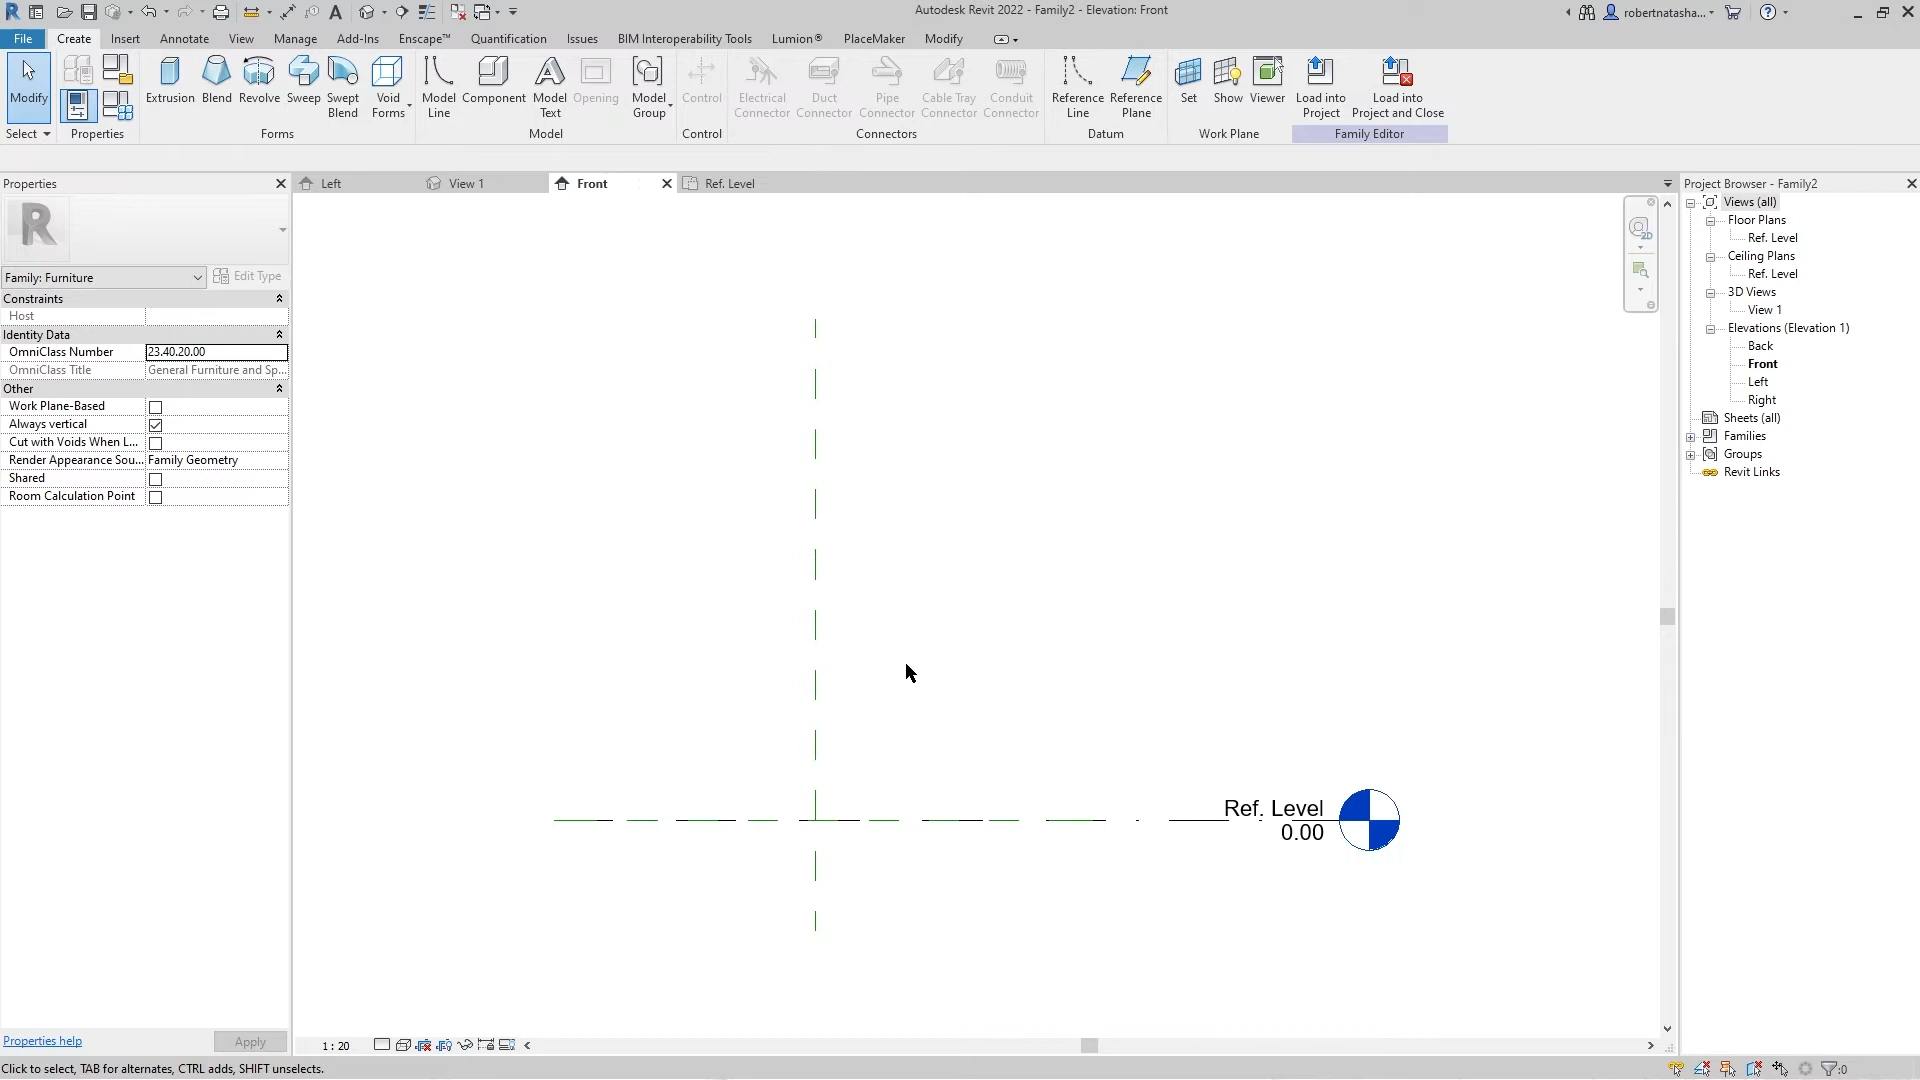 Autodesk Revit 2022 - Family2 - Elevation: Front
robertnatasha...
File
Create
Insert
Annotate
View
Manage
Add-Ins
Enscape™
Quantification
Issues
BIM Interoperability Tools
Lumion®
PlaceMaker
Modify
Modify
Extrusion
Blend
Revolve
Sweep
Swept Blend
Void Forms
Model Line
Component
Model Text
Opening
Model Group
Control
Electrical Connector
Duct Connector
Pipe Connector
Cable Tray Connector
Conduit Connector
Reference Line
Reference Plane
Set
Show
Viewer
Load into Project
Load into Project and Close
Select
Properties
Forms
Model
Control
Connectors
Datum
Work Plane
Family Editor
Properties
Left
View 1
Front
Ref. Level
Project Browser - Family2
Family: Furniture
Edit Type
Constraints
Host
Identity Data
OmniClass Number 23.40.20.00
OmniClass Title General Furniture and Sp...
Other
Work Plane-Based
Always vertical
Cut with Voids When L...
Render Appearance Sou... Family Geometry
Shared
Room Calculation Point
2D
Ref. Level
0.00
Views (all)
Floor Plans
Ref. Level
Ceiling Plans
Ref. Level
3D Views
View 1
Elevations (Elevation 1)
Back
Front
Left
Right
Sheets (all)
Families
Groups
Revit Links
Properties help
Apply
1 : 20
Click to select, TAB for alternates, CTRL adds, SHIFT unselects.
:0